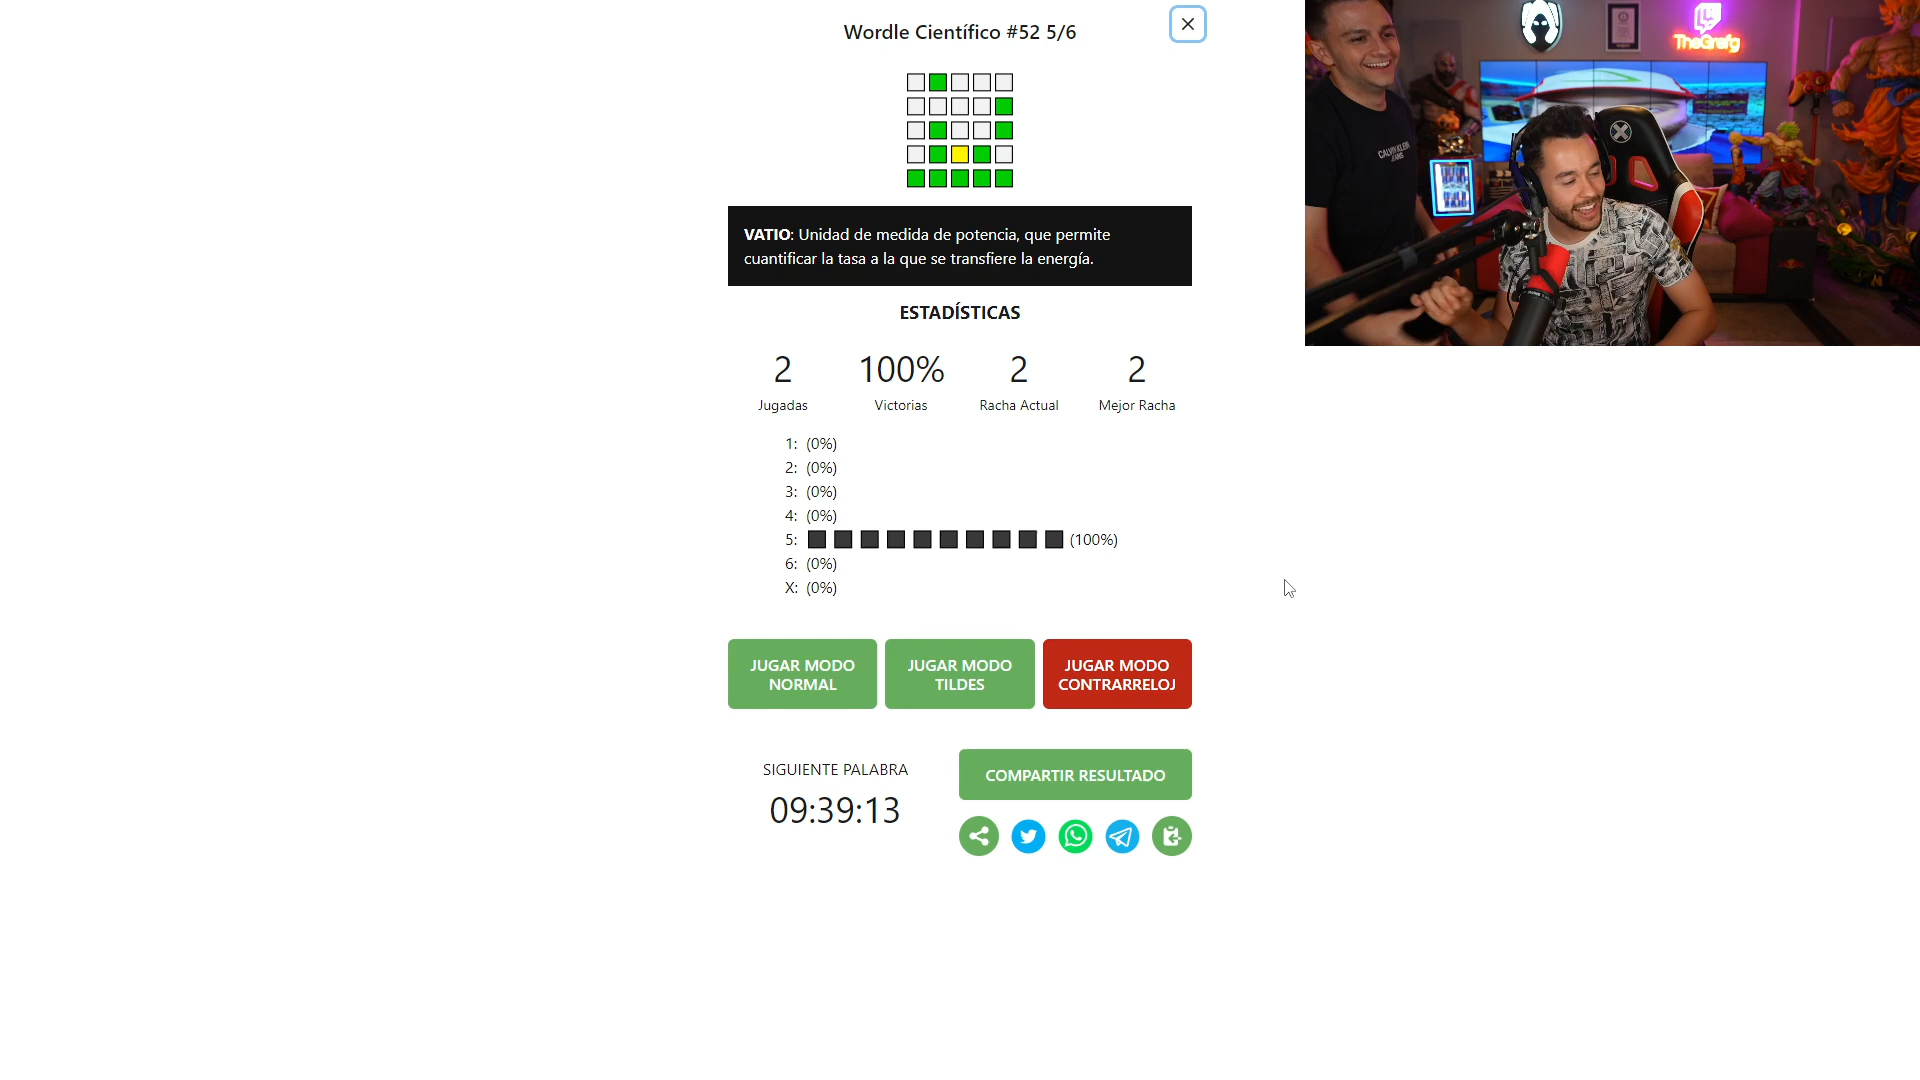 Wordle Científico #52 5/6
VATIO: Unidad de medida de potencia, que permite
cuantificar la tasa a la que se transfiere la energía.
ESTADÍSTICAS
2 100% 2 2
Jugadas Victorias Racha Actual Mejor Racha
1: (0%)
2: (0%)
3: (0%)
4: (0%)
5: (100%)
6: (0%)
X: (0%)
JUGAR MODO
NORMAL
JUGAR MODO
TILDES
JUGAR MODO
CONTRARRELOJ
SIGUIENTE PALABRA
09:39:13
COMPARTIR RESULTADO
TheGrefg
CALVIN KLEIN
JEANS